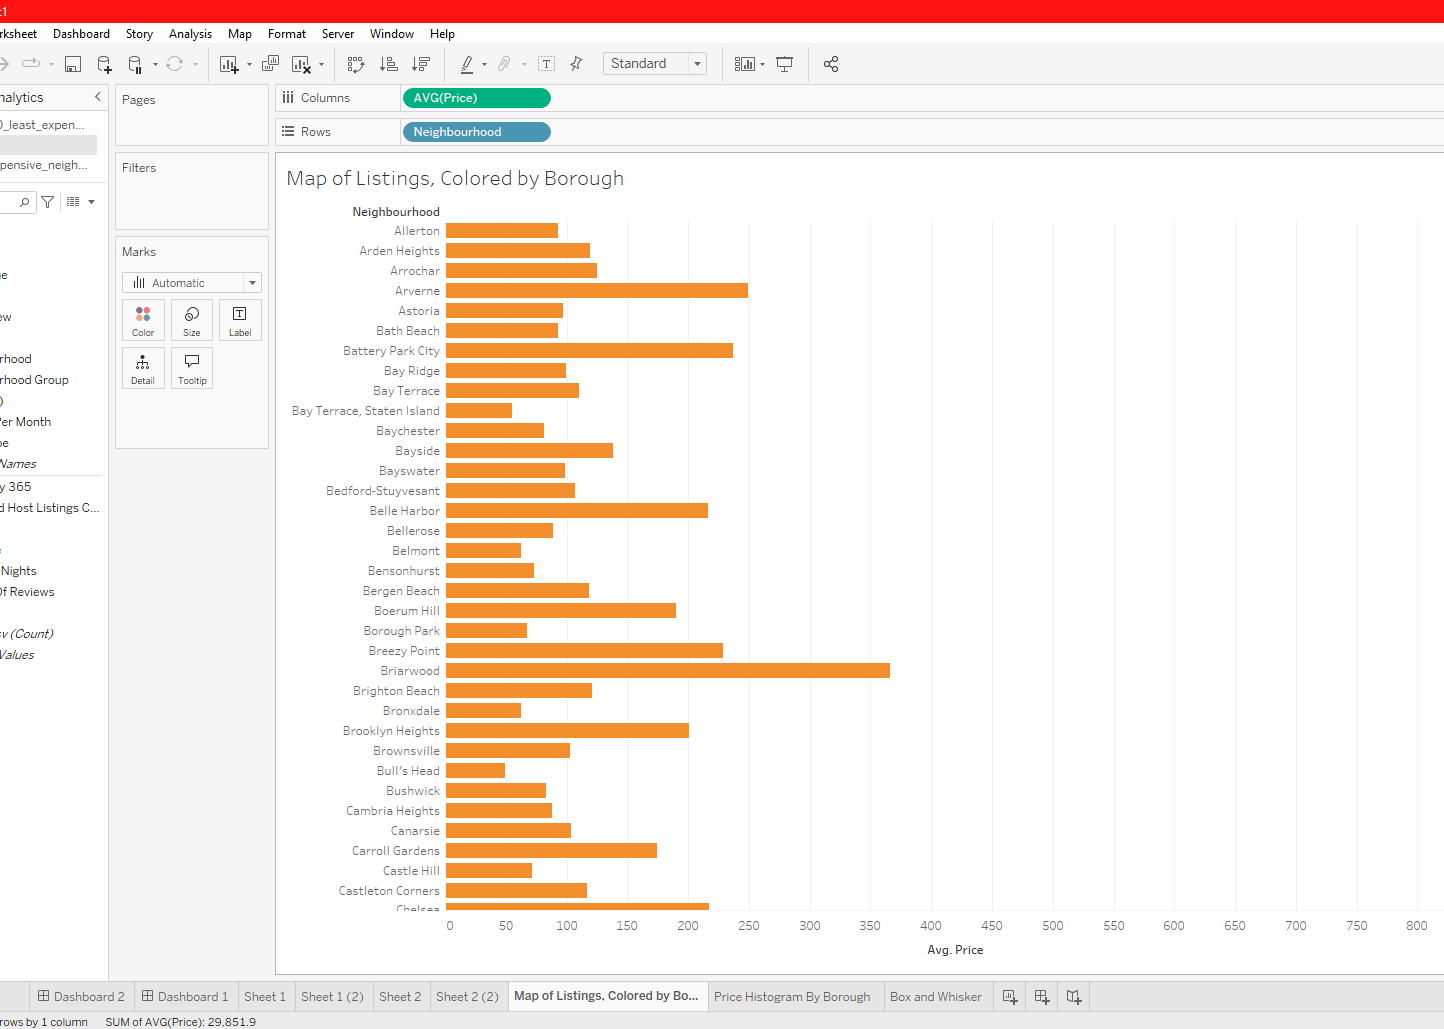 :1
rksheet Dashboard Story Analysis Map Format Server Window Help
Standard
nalytics
0_least_expen...
pensive_neigh...
e
ew
rhood
rhood Group
)
Per Month
pe
Names
y 365
d Host Listings C...
e
Nights
Of Reviews
sv (Count)
Values
Pages
Filters
Marks
Automatic
Color Size Label
Detail Tooltip
Columns AVG(Price)
Rows Neighbourhood
Map of Listings, Colored by Borough
Neighbourhood
Allerton
Arden Heights
Arrochar
Arverne
Astoria
Bath Beach
Battery Park City
Bay Ridge
Bay Terrace
Bay Terrace, Staten Island
Baychester
Bayside
Bayswater
Bedford-Stuyvesant
Belle Harbor
Bellerose
Belmont
Bensonhurst
Bergen Beach
Boerum Hill
Borough Park
Breezy Point
Briarwood
Brighton Beach
Bronxdale
Brooklyn Heights
Brownsville
Bull's Head
Bushwick
Cambria Heights
Canarsie
Carroll Gardens
Castle Hill
Castleton Corners
Chelsea
0 50 100 150 200 250 300 350 400 450 500 550 600 650 700 750 800
Avg. Price
Dashboard 2 Dashboard 1 Sheet 1 Sheet 1 (2) Sheet 2 Sheet 2 (2) Map of Listings, Colored by Bo... Price Histogram By Borough Box and Whisker
rows by 1 column SUM of AVG(Price): 29,851.9